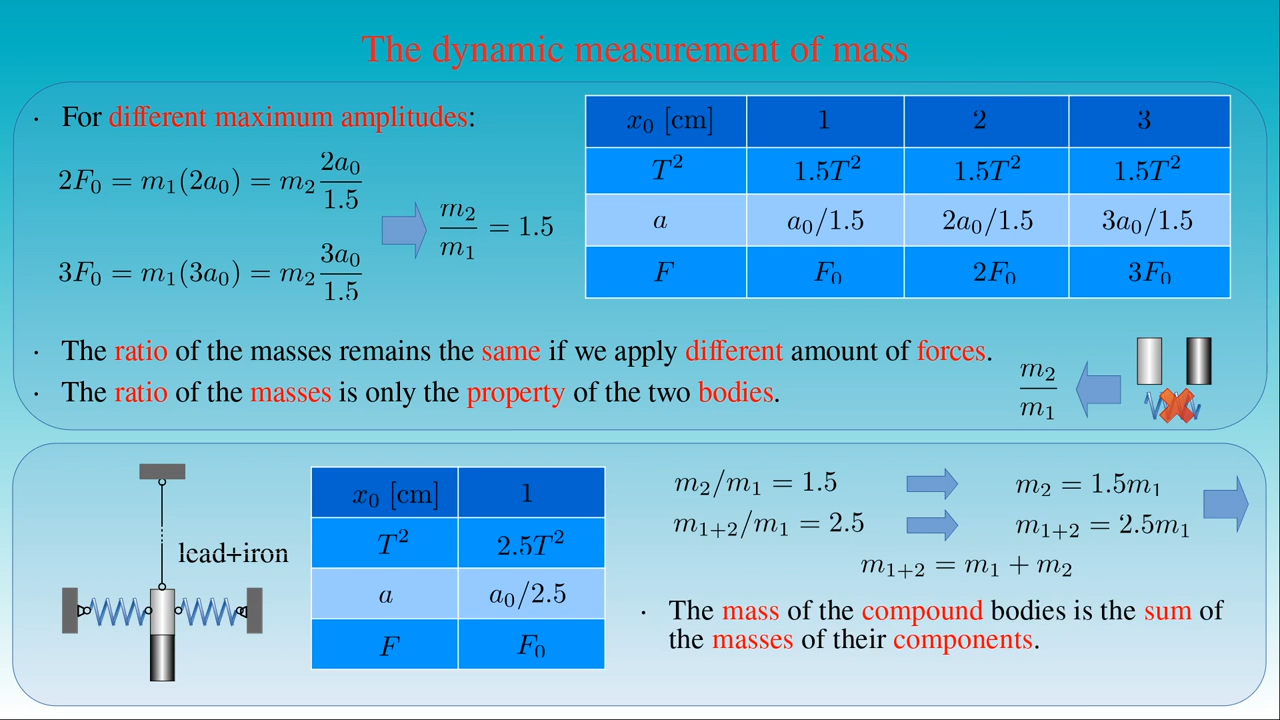 The dynamic measurement of mass
· For different maximum amplitudes:
2F₀ = m₁(2a₀) = m₂ 2a₀/1.5
3F₀ = m₁(3a₀) = m₂ 3a₀/1.5
m₂/m₁ = 1.5
x₀ [cm] 1 2 3
T² 1.5T² 1.5T² 1.5T²
a a₀/1.5 2a₀/1.5 3a₀/1.5
F F₀ 2F₀ 3F₀
· The ratio of the masses remains the same if we apply different amount of forces.
· The ratio of the masses is only the property of the two bodies.
m₂/m₁
lead+iron
x₀ [cm] 1
T² 2.5T²
a a₀/2.5
F F₀
m₂/m₁ = 1.5 m₂ = 1.5m₁
m₁₊₂/m₁ = 2.5 m₁₊₂ = 2.5m₁
m₁₊₂ = m₁ + m₂
· The mass of the compound bodies is the sum of
the masses of their components.